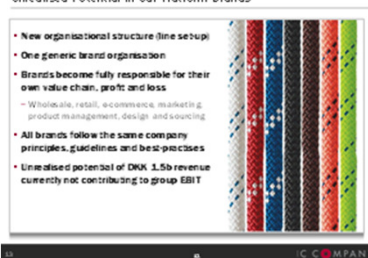 Unrealised Potential in Our Platform Brands
• New organisational structure (line set-up)
• One generic brand organisation
• Brands become fully responsible for their
own value chain, profit and loss
– Wholesale, retail, ecommerce, marketing,
product management, design and sourcing
• All brands follow the same company
principles, guidelines and best-practises
• Unrealised potential of DKK 1.5b revenue
currently not contributing to group EBIT
13
IC COMPAN